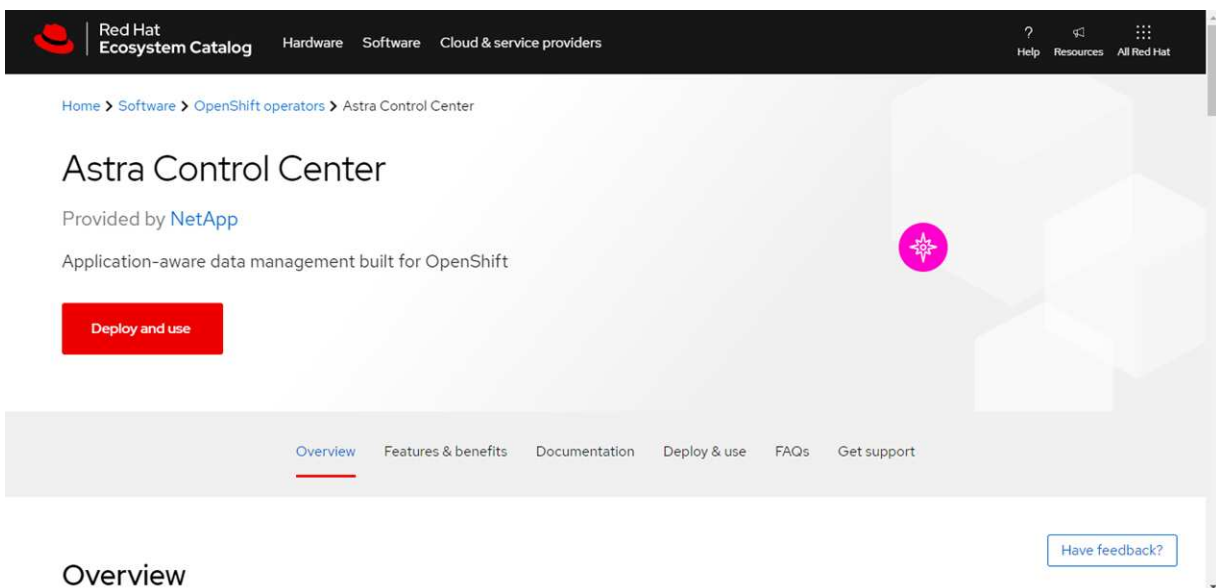 Red Hat
Ecosystem Catalog
Hardware Software Cloud & service providers
? Help Resources All Red Hat
Home > Software > OpenShift operators > Astra Control Center
Astra Control Center
Provided by NetApp
Application-aware data management built for OpenShift
Deploy and use
Overview Features & benefits Documentation Deploy & use FAQs Get support
Have feedback?
Overview